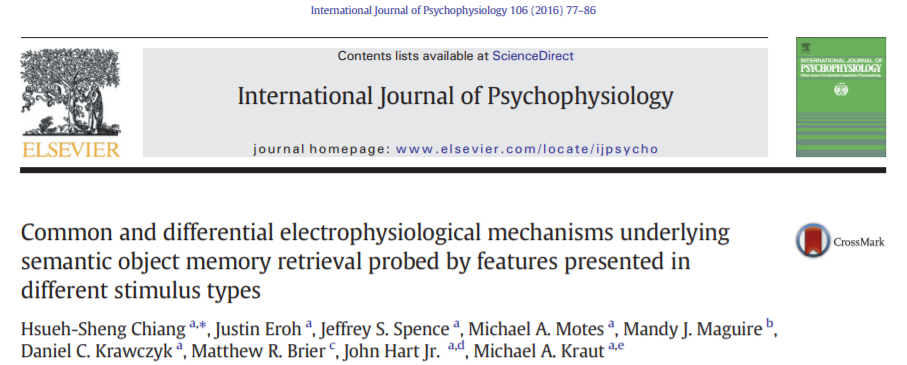 International Journal of Psychophysiology 106 (2016) 77–86
Contents lists available at ScienceDirect
International Journal of Psychophysiology
journal homepage: www.elsevier.com/locate/ijpsycho
ELSEVIER
INTERNATIONAL JOURNAL OF
PSYCHOPHYSIOLOGY
Common and differential electrophysiological mechanisms underlying
semantic object memory retrieval probed by features presented in
different stimulus types
CrossMark
Hsueh-Sheng Chiang a,*, Justin Eroh a, Jeffrey S. Spence a, Michael A. Motes a, Mandy J. Maguire b,
Daniel C. Krawczyk a, Matthew R. Brier c, John Hart Jr. a,d, Michael A. Kraut a,e